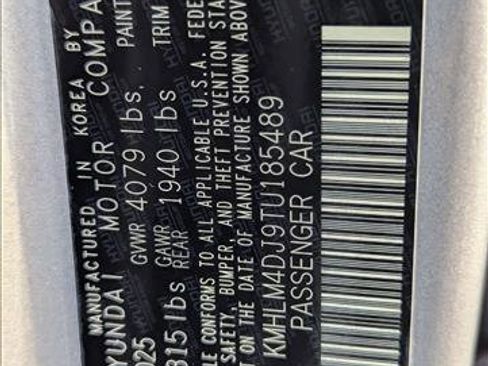 MANUFACTURED IN KOREA BY
YUNDAI MOTOR COMPA
025 GVWR 4079 lbs. PAINT
815 lbs GAWR REAR 1940 lbs TRIM
LE CONFORMS TO ALL APPLICABLE U.S.A. FEDE
SAFETY, BUMPER, AND THEFT PREVENTION STA
T ON THE DATE OF MANUFACTURE SHOWN ABOV
KMHLM4DJ9TU185489
PASSENGER CAR